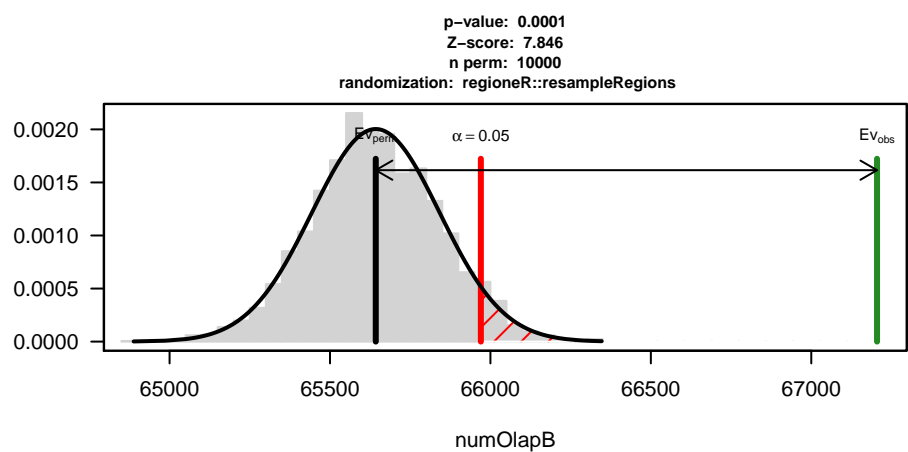 p−value: 0.0001
Z−score: 7.846
n perm: 10000
randomization: regioneR::resampleRegions
0.0020
0.0015
0.0010
0.0005
0.0000
Ev_perm
α = 0.05
Ev_obs
65000 65500 66000 66500 67000
numOlapB